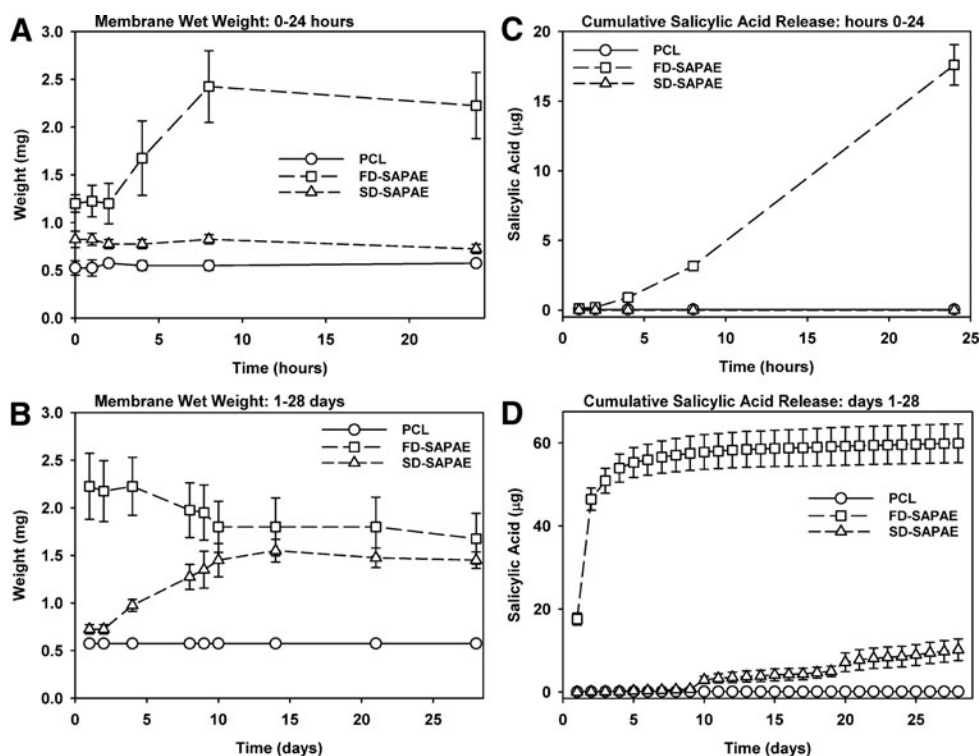 A
Membrane Wet Weight: 0-24 hours
3.0
2.5
2.0
1.5
1.0
0.5
0.0
Weight (mg)
PCL
FD-SAPAE
SD-SAPAE
0
5
10
15
20
Time (hours)
C
Cumulative Salicylic Acid Release: hours 0-24
20
15
10
5
0
Salicylic Acid (µg)
PCL
FD-SAPAE
SD-SAPAE
0
5
10
15
20
25
Time (hours)
B
Membrane Wet Weight: 1-28 days
3.0
2.5
2.0
1.5
1.0
0.5
0.0
Weight (mg)
PCL
FD-SAPAE
SD-SAPAE
0
5
10
15
20
25
Time (days)
D
Cumulative Salicylic Acid Release: days 1-28
60
40
20
0
Salicylic Acid (µg)
PCL
FD-SAPAE
SD-SAPAE
0
5
10
15
20
25
Time (days)